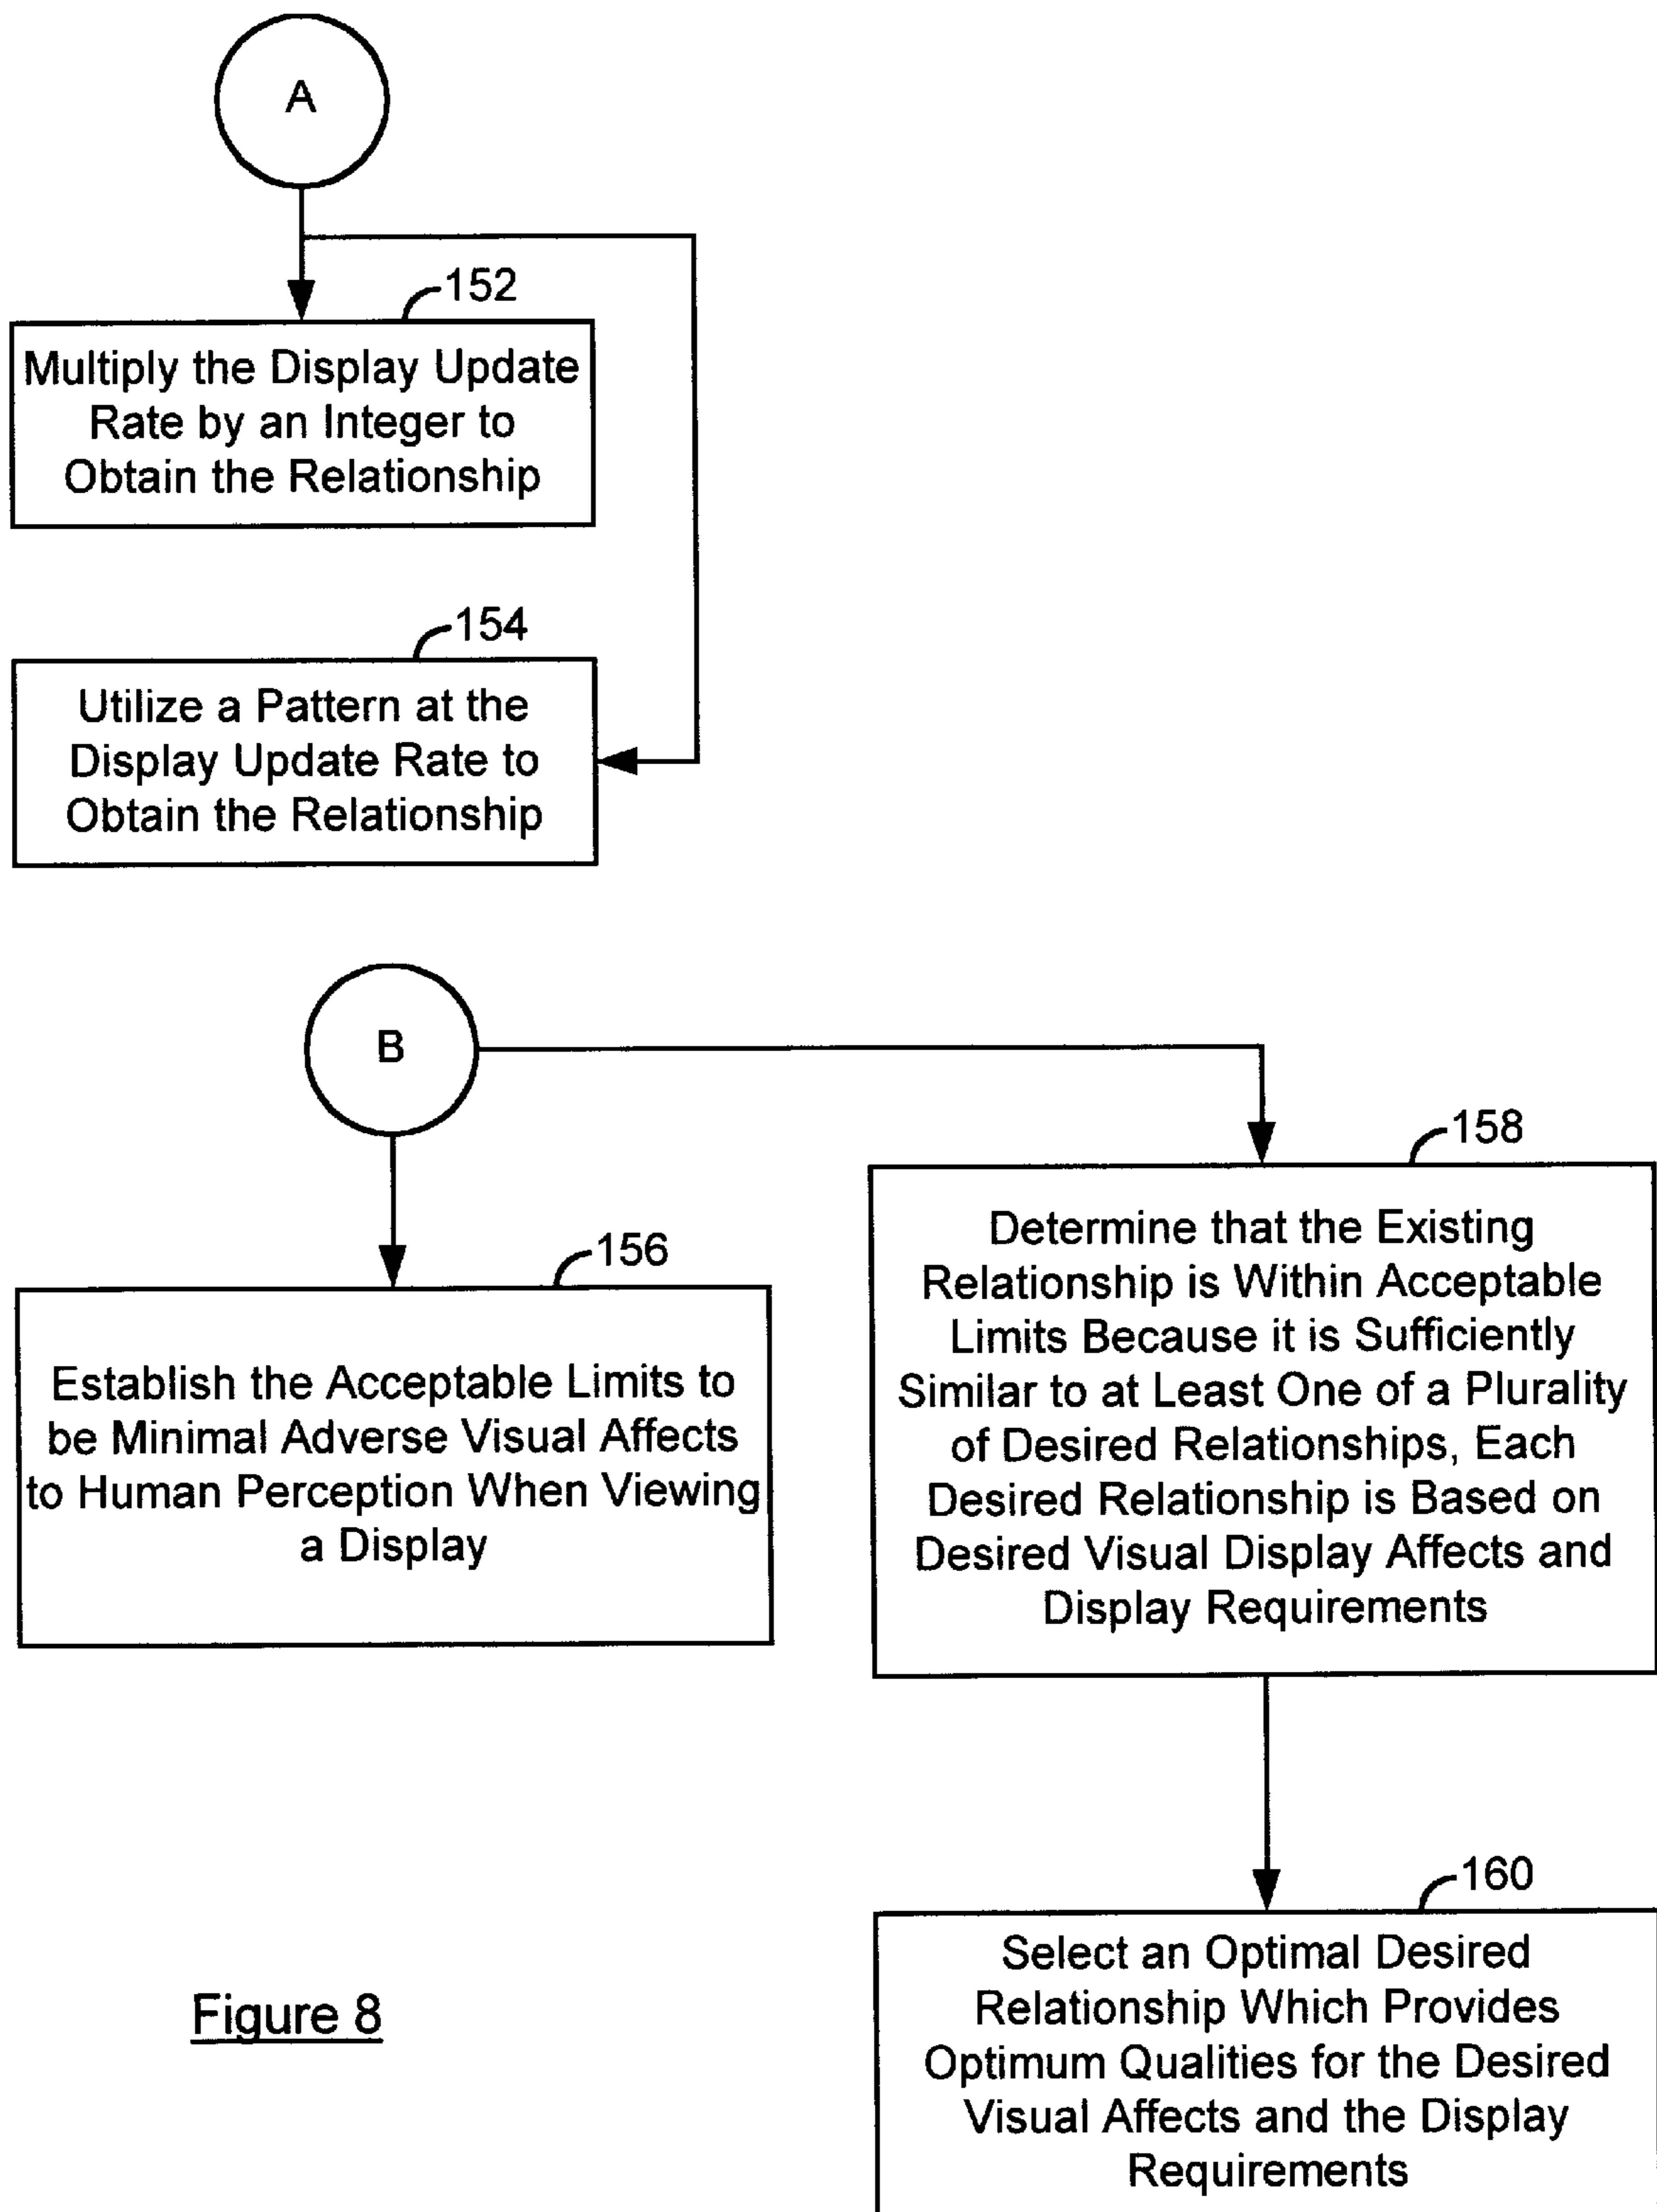 A
152
Multiply the Display Update
Rate by an Integer to
Obtain the Relationship
154
Utilize a Pattern at the
Display Update Rate to
Obtain the Relationship
B
156
Establish the Acceptable Limits to
be Minimal Adverse Visual Affects
to Human Perception When Viewing
a Display
158
Determine that the Existing
Relationship is Within Acceptable
Limits Because it is Sufficiently
Similar to at Least One of a Plurality
of Desired Relationships, Each
Desired Relationship is Based on
Desired Visual Display Affects and
Display Requirements
160
Select an Optimal Desired
Relationship Which Provides
Optimum Qualities for the Desired
Visual Affects and the Display
Requirements
Figure 8